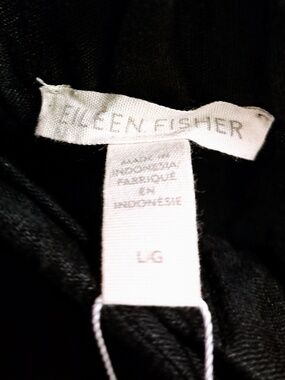 EILEEN FISHER
MADE IN
INDONESIA/
FABRIQUÉ
EN
INDONÉSIE
L/G